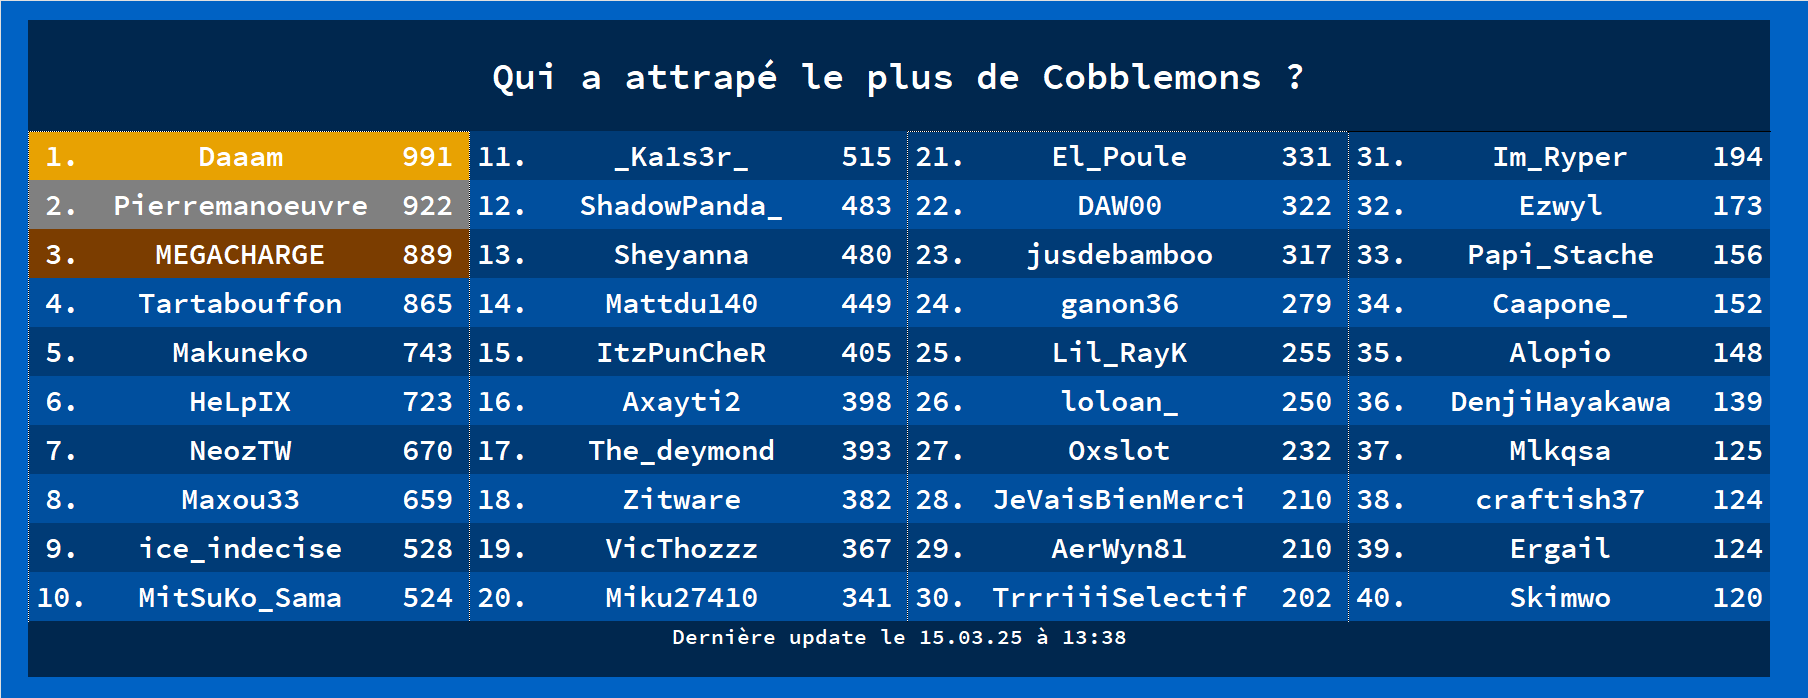 Qui a attrapé le plus de Cobblemons ?
1. Daaam 991
2. Pierremanoeuvre 922
3. MEGACHARGE 889
4. Tartabouffon 865
5. Makuneko 743
6. HeLpIX 723
7. NeozTW 670
8. Maxou33 659
9. ice_indecise 528
10. MitSuKo_Sama 524
11. _Ka1s3r_ 515
12. ShadowPanda_ 483
13. Sheyanna 480
14. Mattdu140 449
15. ItzPunCheR 405
16. Axayti2 398
17. The_deymond 393
18. Zitware 382
19. VicThozzz 367
20. Miku27410 341
21. El_Poule 331
22. DAW00 322
23. jusdebamboo 317
24. ganon36 279
25. Lil_RayK 255
26. loloan_ 250
27. Oxslot 232
28. JeVaisBienMerci 210
29. AerWyn81 210
30. TrrriiiSelectif 202
31. Im_Ryper 194
32. Ezwyl 173
33. Papi_Stache 156
34. Caapone_ 152
35. Alopio 148
36. DenjiHayakawa 139
37. Mlkqsa 125
38. craftish37 124
39. Ergail 124
40. Skimwo 120
Dernière update le 15.03.25 à 13:38